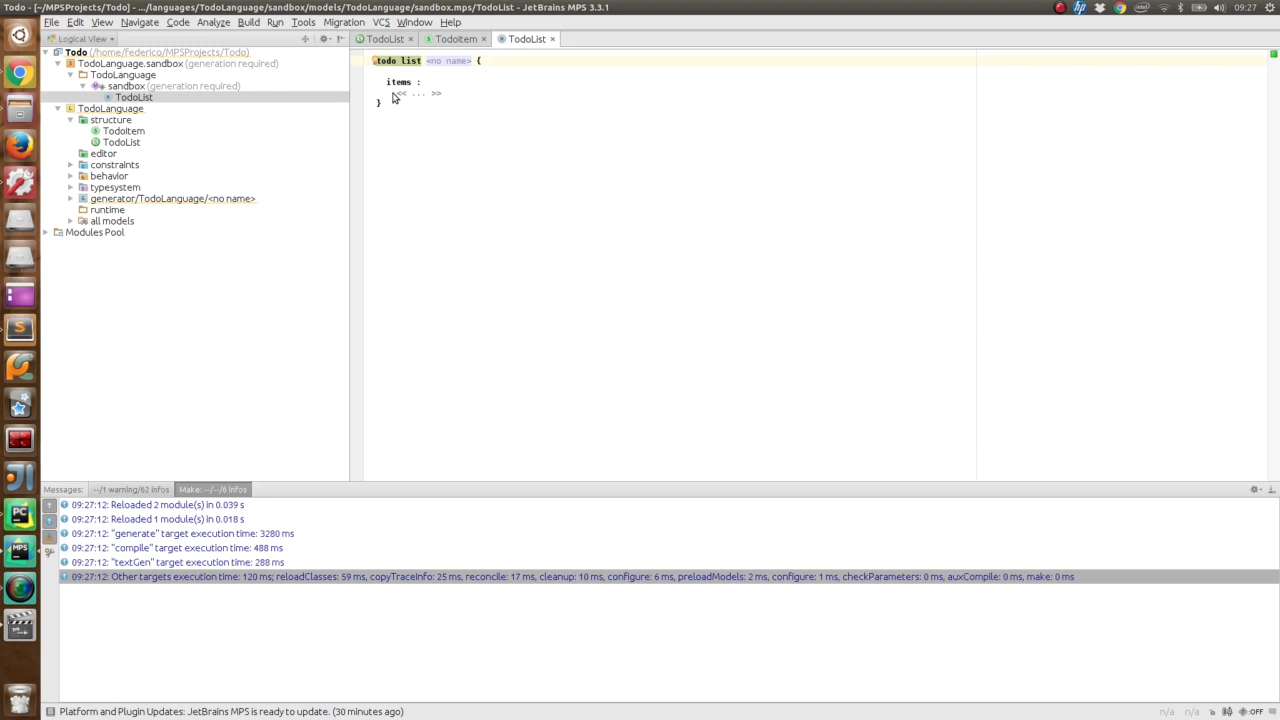 Todo - [~/MPSProjects/Todo] - .../languages/TodoLanguage/sandbox/models/TodoLanguage/sandbox.mps/TodoList - JetBrains MPS 3.3.1
09:27
File Edit View Navigate Code Analyze Build Run Tools Migration VCS Window Help
Logical View
TodoList
TodoItem
TodoList
Todo (/home/federico/MPSProjects/Todo)
TodoLanguage.sandbox (generation required)
TodoLanguage
sandbox (generation required)
TodoList
TodoLanguage
structure
TodoItem
TodoList
editor
constraints
behavior
typesystem
generator/TodoLanguage/<no name>
runtime
all models
Modules Pool
todo list <no name> {
items :
<< ... >>
}
Messages: --/1 warning/62 infos Make: --/--/6 infos
09:27:12: Reloaded 2 module(s) in 0.039 s
09:27:12: Reloaded 1 module(s) in 0.018 s
09:27:12: "generate" target execution time: 3280 ms
09:27:12: "compile" target execution time: 488 ms
09:27:12: "textGen" target execution time: 288 ms
09:27:12: Other targets execution time: 120 ms; reloadClasses: 59 ms, copyTraceInfo: 25 ms, reconcile: 17 ms, cleanup: 10 ms, configure: 6 ms, preloadModels: 2 ms, configure: 1 ms, checkParameters: 0 ms, auxCompile: 0 ms, make: 0 ms
Platform and Plugin Updates: JetBrains MPS is ready to update. (30 minutes ago)
n/a n/a OFF